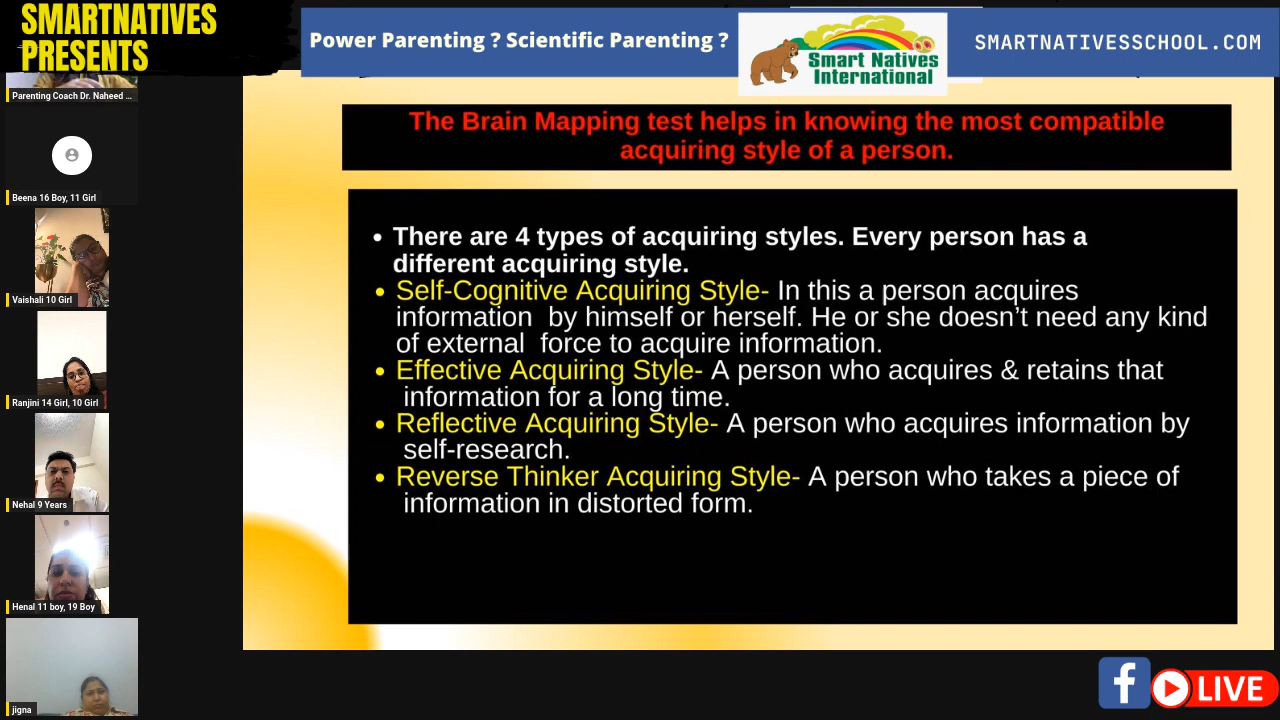 SMARTNATIVES
PRESENTS
Power Parenting ? Scientific Parenting ?
Smart Natives
International
SMARTNATIVESSCHOOL.COM
Parenting Coach Dr. Naheed ...
Beena 16 Boy, 11 Girl
Vaishali 10 Girl
Ranjini 14 Girl, 10 Girl
Nehal 9 Years
Henal 11 boy, 19 Boy
jigna
The Brain Mapping test helps in knowing the most compatible
acquiring style of a person.
• There are 4 types of acquiring styles. Every person has a
different acquiring style.
• Self-Cognitive Acquiring Style- In this a person acquires
information by himself or herself. He or she doesn’t need any kind
of external force to acquire information.
• Effective Acquiring Style- A person who acquires & retains that
information for a long time.
• Reflective Acquiring Style- A person who acquires information by
self-research.
• Reverse Thinker Acquiring Style- A person who takes a piece of
information in distorted form.
f
LIVE